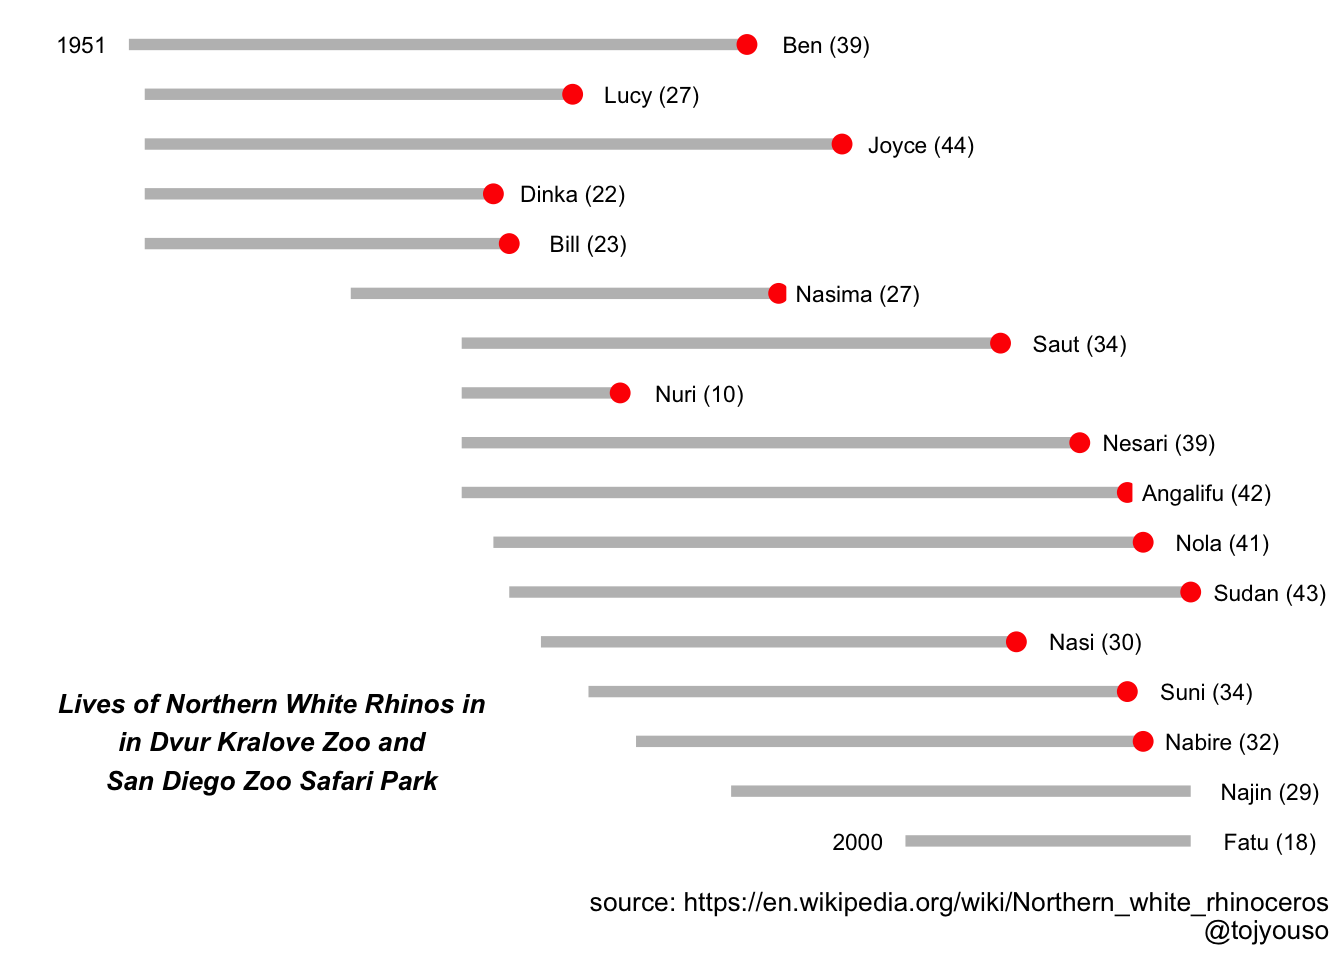 1951 Ben (39)
Lucy (27)
Joyce (44)
Dinka (22)
Bill (23)
Nasima (27)
Saut (34)
Nuri (10)
Nesari (39)
Angalifu (42)
Nola (41)
Sudan (43)
Nasi (30)
Suni (34)
Nabire (32)
Najin (29)
2000 Fatu (18)
Lives of Northern White Rhinos in
in Dvur Kralove Zoo and
San Diego Zoo Safari Park
source: https://en.wikipedia.org/wiki/Northern_white_rhinoceros
@tojyouso